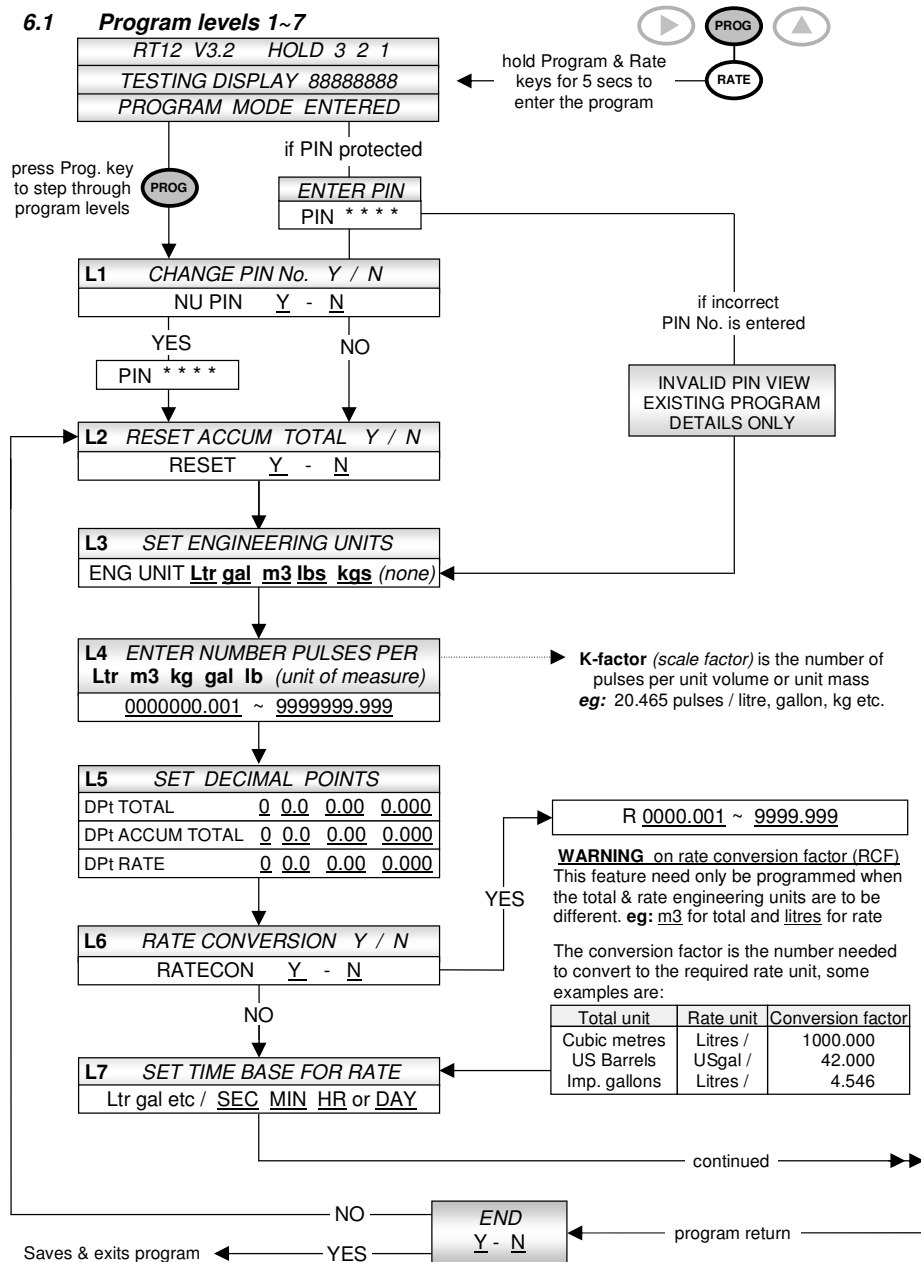 6.1 Program levels 1~7
RT12 V3.2 HOLD 3 2 1
TESTING DISPLAY 88888888
PROGRAM MODE ENTERED
hold Program & Rate
keys for 5 secs to
enter the program
PROG
RATE
press Prog. key
to step through
program levels
PROG
if PIN protected
ENTER PIN
PIN * * * *
L1 CHANGE PIN No. Y / N
NU PIN Y - N
YES
NO
PIN * * * *
if incorrect
PIN No. is entered
INVALID PIN VIEW
EXISTING PROGRAM
DETAILS ONLY
L2 RESET ACCUM TOTAL Y / N
RESET Y - N
L3 SET ENGINEERING UNITS
ENG UNIT Ltr gal m3 lbs kgs (none)
L4 ENTER NUMBER PULSES PER
Ltr m3 kg gal lb (unit of measure)
0000000.001 ~ 9999999.999
K-factor (scale factor) is the number of
pulses per unit volume or unit mass
eg: 20.465 pulses / litre, gallon, kg etc.
L5 SET DECIMAL POINTS
DPt TOTAL 0 0.0 0.00 0.000
DPt ACCUM TOTAL 0 0.0 0.00 0.000
DPt RATE 0 0.0 0.00 0.000
L6 RATE CONVERSION Y / N
RATECON Y - N
YES
NO
R 0000.001 ~ 9999.999
WARNING on rate conversion factor (RCF)
This feature need only be programmed when
the total & rate engineering units are to be
different. eg: m3 for total and litres for rate
The conversion factor is the number needed
to convert to the required rate unit, some
examples are:
Total unit Rate unit Conversion factor
Cubic metres Litres / 1000.000
US Barrels USgal / 42.000
Imp. gallons Litres / 4.546
L7 SET TIME BASE FOR RATE
Ltr gal etc / SEC MIN HR or DAY
continued
NO
END
Y - N
program return
YES
Saves & exits program